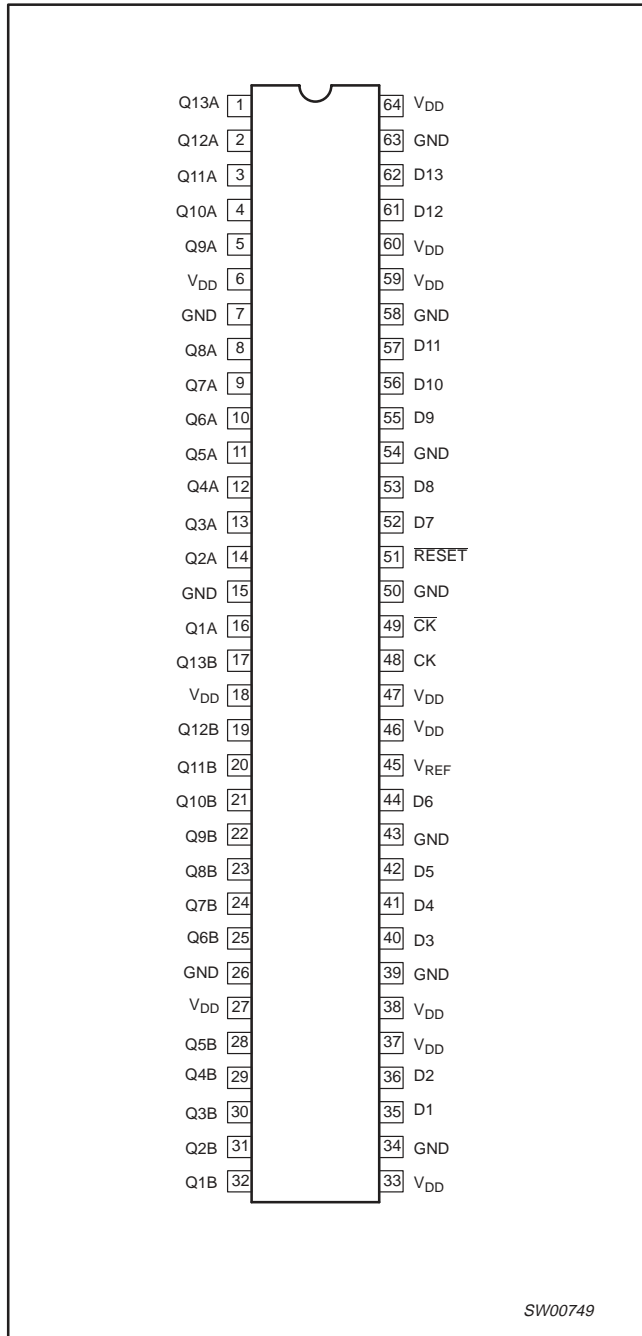 Q13A 1 64 VDD
Q12A 2 63 GND
Q11A 3 62 D13
Q10A 4 61 D12
Q9A 5 60 VDD
VDD 6 59 VDD
GND 7 58 GND
Q8A 8 57 D11
Q7A 9 56 D10
Q6A 10 55 D9
Q5A 11 54 GND
Q4A 12 53 D8
Q3A 13 52 D7
Q2A 14 51 RESET
GND 15 50 GND
Q1A 16 49 CK
Q13B 17 48 CK
VDD 18 47 VDD
Q12B 19 46 VDD
Q11B 20 45 VREF
Q10B 21 44 D6
Q9B 22 43 GND
Q8B 23 42 D5
Q7B 24 41 D4
Q6B 25 40 D3
GND 26 39 GND
VDD 27 38 VDD
Q5B 28 37 VDD
Q4B 29 36 D2
Q3B 30 35 D1
Q2B 31 34 GND
Q1B 32 33 VDD
SW00749